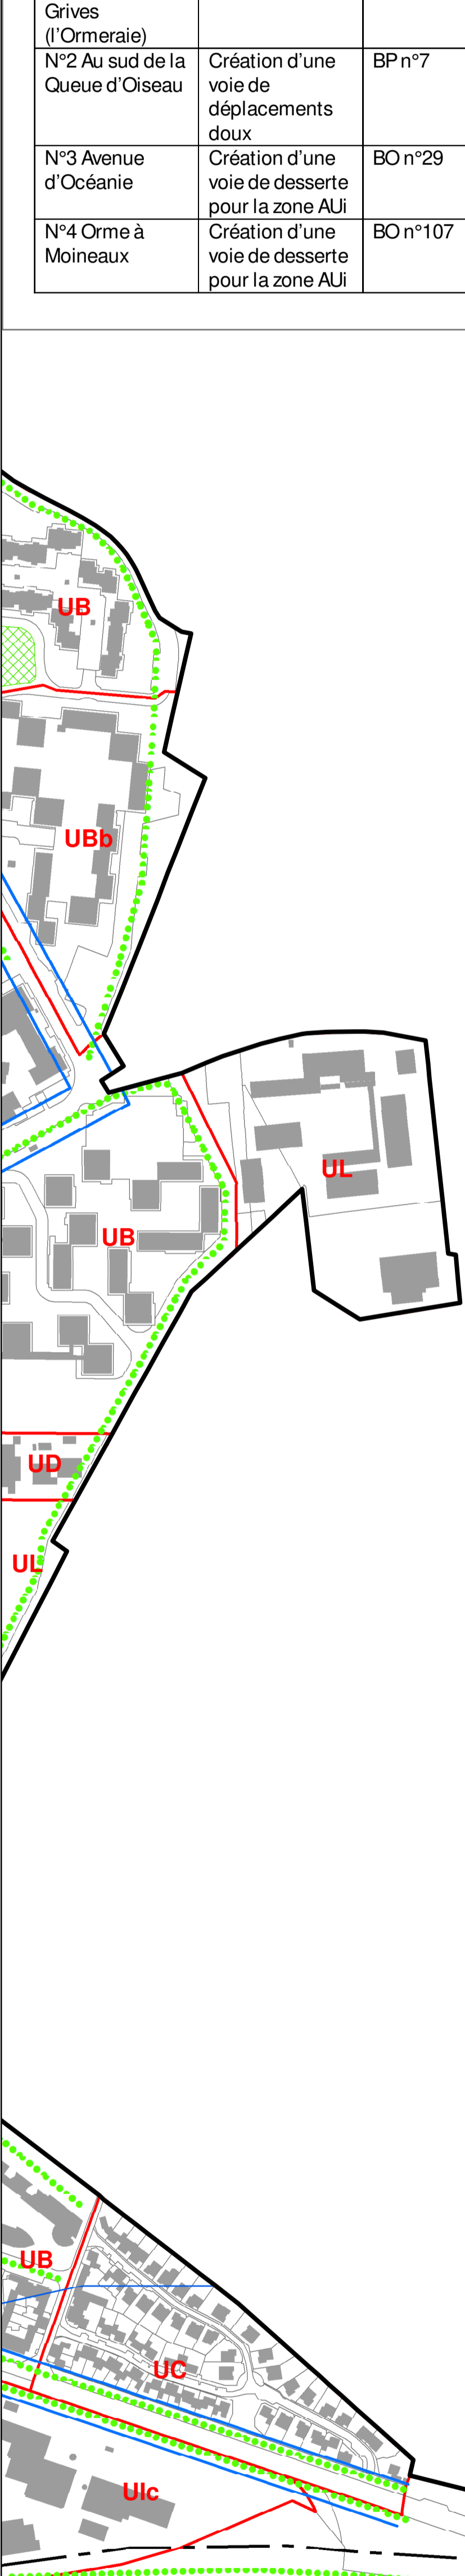 Grives
(l'Ormeraie)
N°2 Au sud de la
Queue d'Oiseau
Création d'une
voie de
déplacements
doux
BP n°7
N°3 Avenue
d'Océanie
Création d'une
voie de desserte
pour la zone AUi
BO n°29
N°4 Orme à
Moineaux
Création d'une
voie de desserte
pour la zone AUi
BO n°107
UB
UBb
UL
UB
UD
UL
UB
UC
UIc